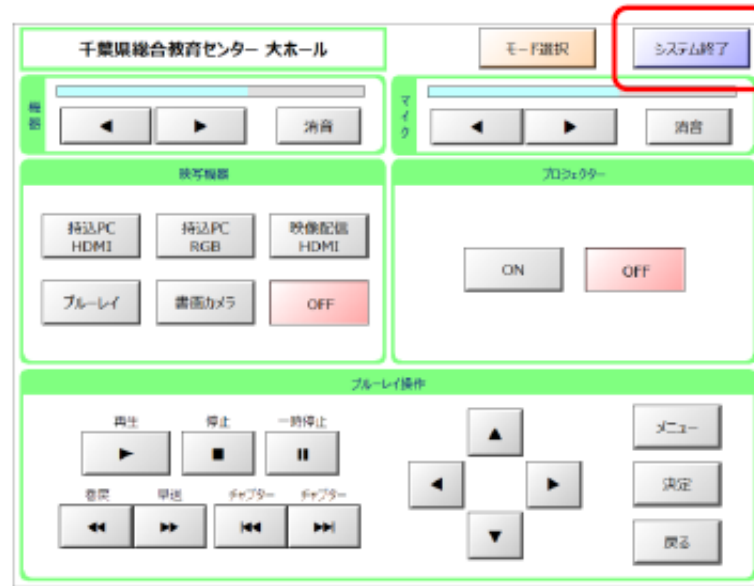 千葉県総合教育センター 大ホール
モード選択
システム終了
機器
消音
マイク
消音
映写機器
持込PC
HDMI
持込PC
RGB
映像配信
HDMI
ブルーレイ
書画カメラ
OFF
プロジェクター
ON
OFF
ブルーレイ操作
再生
停止
一時停止
巻戻
早送
チャプター
チャプター
メニュー
決定
戻る